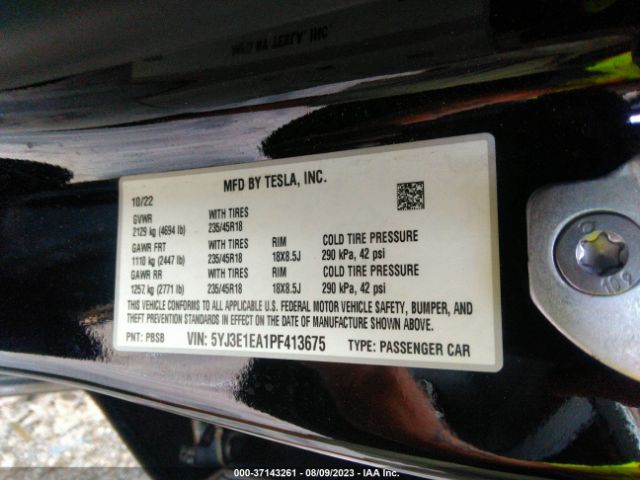 MFD BY TESLA, INC.
10/22
GVWR WITH TIRES
2129 kg (4694 lb) 235/45R18
GAWR FRT WITH TIRES RIM COLD TIRE PRESSURE
1110 kg (2447 lb) 235/45R18 18X8.5J 290 kPa, 42 psi
GAWR RR WITH TIRES RIM COLD TIRE PRESSURE
1257 kg (2771 lb) 235/45R18 18X8.5J 290 kPa, 42 psi
THIS VEHICLE CONFORMS TO ALL APPLICABLE U.S. FEDERAL MOTOR VEHICLE SAFETY, BUMPER, AND
THEFT PREVENTION STANDARDS IN EFFECT ON THE DATE OF MANUFACTURE SHOWN ABOVE.
PNT: PBSB VIN: 5YJ3E1EA1PF413675 TYPE: PASSENGER CAR
000-37143261 - 08/09/2023 - IAA Inc.